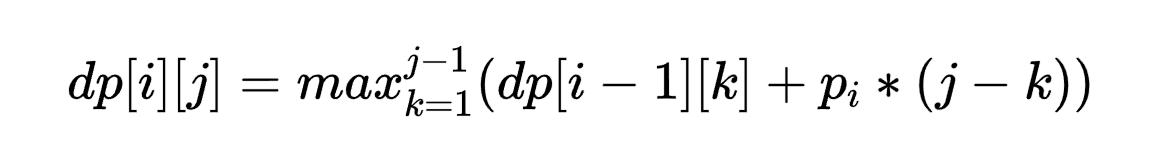 dp[i][j] = max_{k=1}^{j-1}(dp[i − 1][k] + p_i * (j − k))